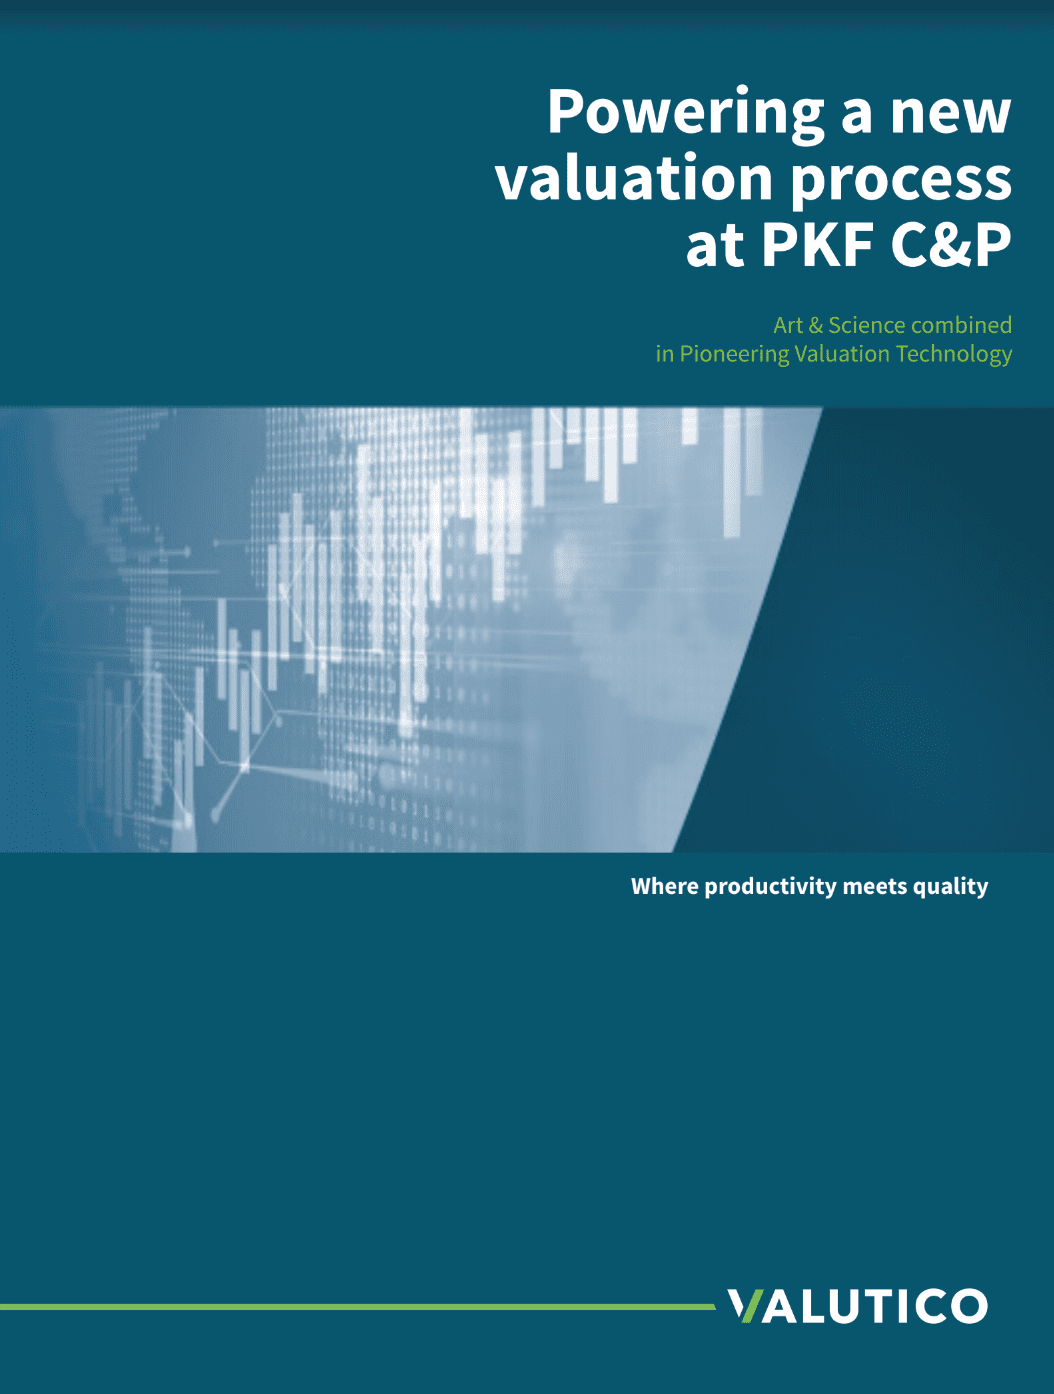 Powering a new
valuation process
at PKF C&P
Art & Science combined
in Pioneering Valuation Technology
Where productivity meets quality
VALUTICO